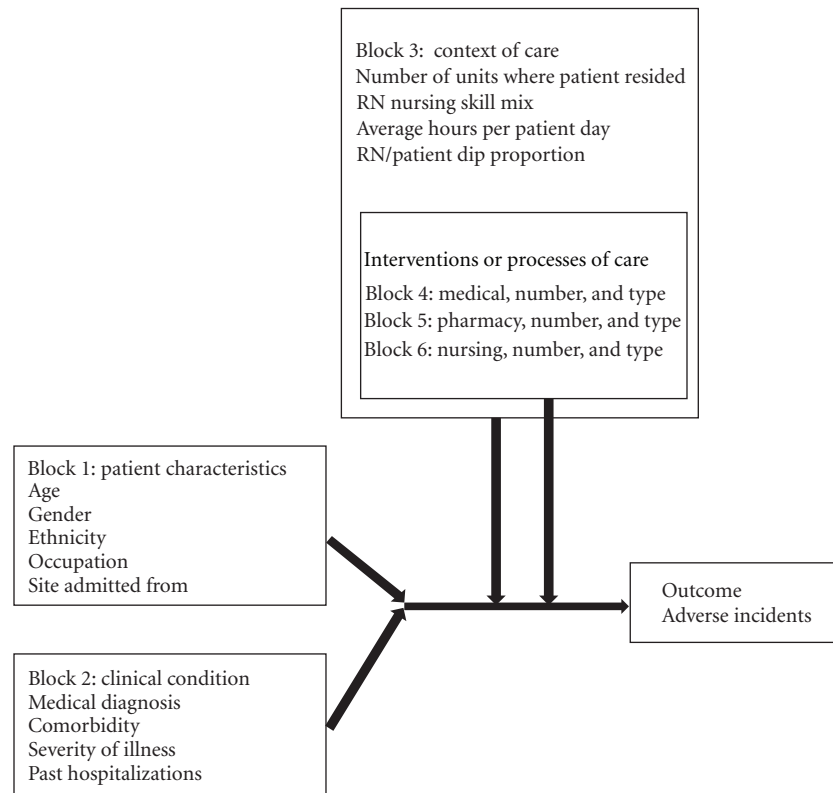 Block 3: context of care
Number of units where patient resided
RN nursing skill mix
Average hours per patient day
RN/patient dip proportion
Interventions or processes of care
Block 4: medical, number, and type
Block 5: pharmacy, number, and type
Block 6: nursing, number, and type
Block 1: patient characteristics
Age
Gender
Ethnicity
Occupation
Site admitted from
Outcome
Adverse incidents
Block 2: clinical condition
Medical diagnosis
Comorbidity
Severity of illness
Past hospitalizations